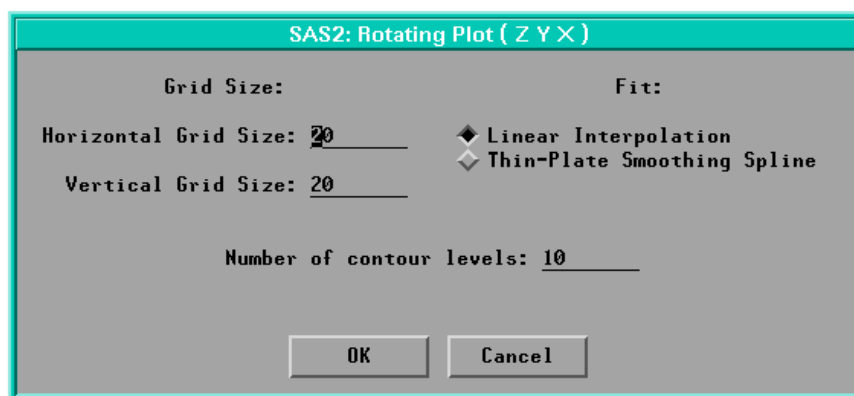 SAS2: Rotating Plot ( Z Y X )
Grid Size:
Fit:
Horizontal Grid Size: 20
Linear Interpolation
Thin-Plate Smoothing Spline
Vertical Grid Size: 20
Number of contour levels: 10
OK
Cancel